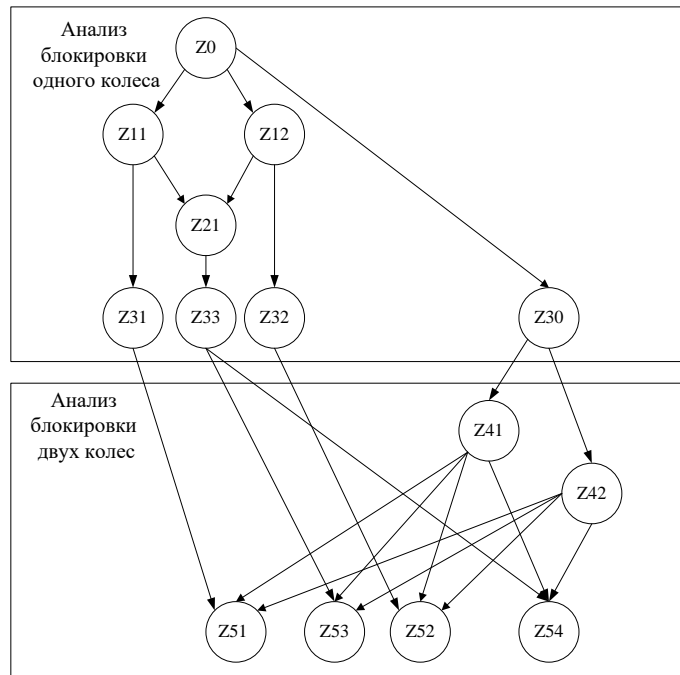 Анализ
блокировки
одного колеса
Z0
Z11
Z12
Z21
Z31
Z33
Z32
Z30
Анализ
блокировки
двух колес
Z41
Z42
Z51
Z53
Z52
Z54